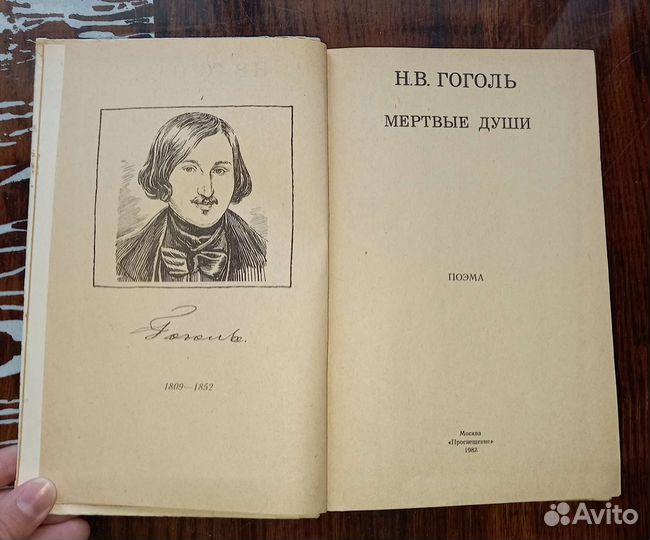 Гоголь.
1809—1852
Н.В. ГОГОЛЬ
МЕРТВЫЕ ДУШИ
ПОЭМА
Москва
«Просвещение»
1982
Avito